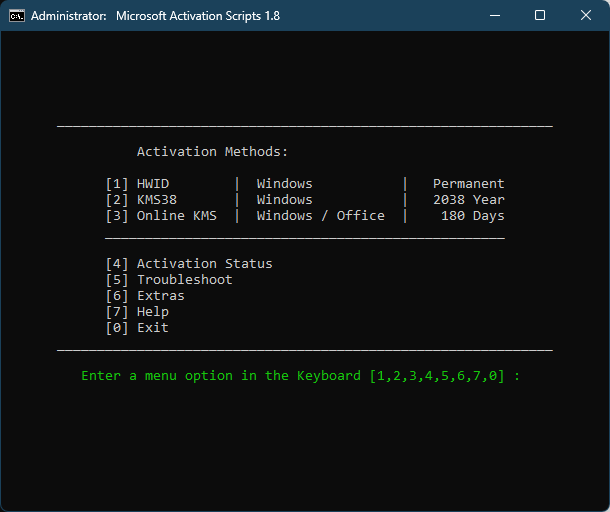 Administrator: Microsoft Activation Scripts 1.8
Activation Methods:
[1] HWID | Windows | Permanent
[2] KMS38 | Windows | 2038 Year
[3] Online KMS | Windows / Office | 180 Days
[4] Activation Status
[5] Troubleshoot
[6] Extras
[7] Help
[0] Exit
Enter a menu option in the Keyboard [1,2,3,4,5,6,7,0] :